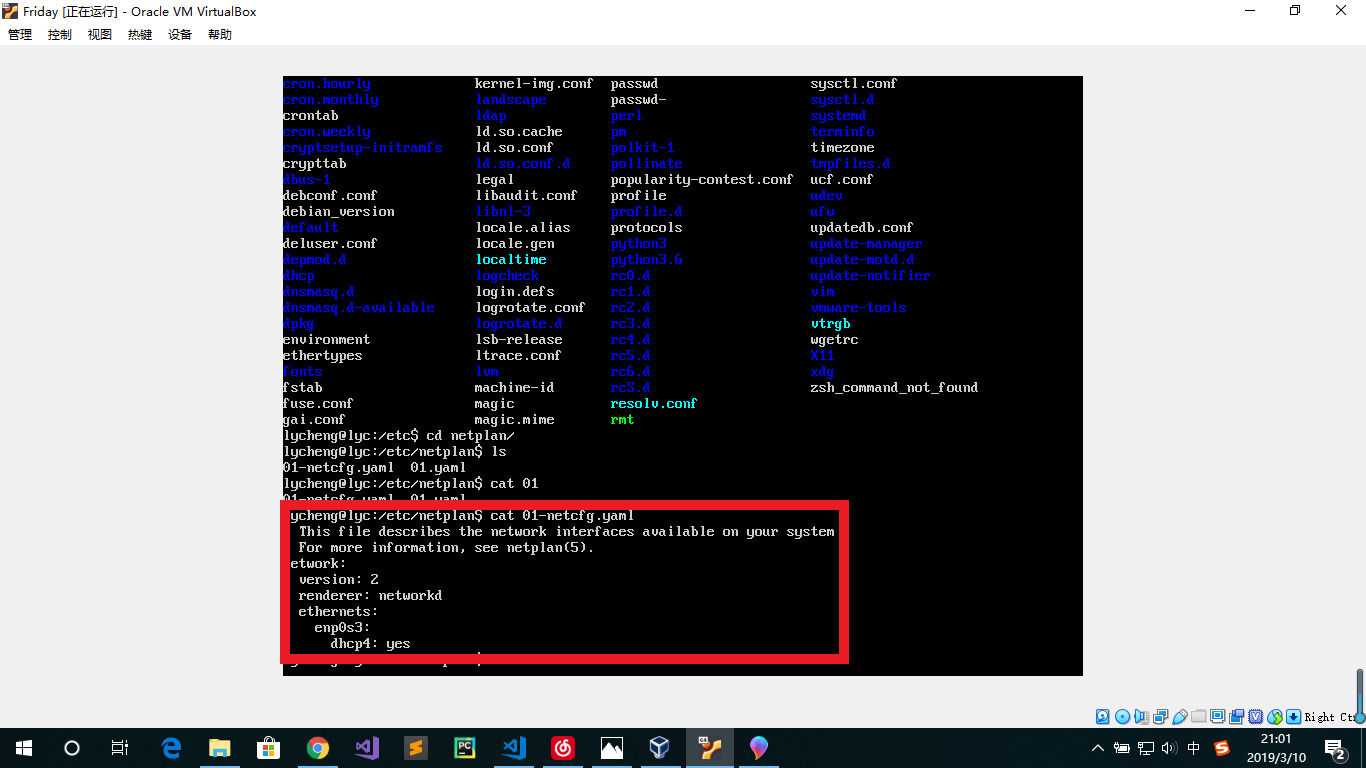 Friday [正在运行] - Oracle VM VirtualBox
管理 控制 视图 热键 设备 帮助
cron.hourly kernel-img.conf passwd sysctl.conf
cron.monthly landscape passwd- sysctl.d
crontab ldap perl systemd
cron.weekly ld.so.cache pm terminfo
cryptsetup-initramfs ld.so.conf polkit-1 timezone
crypttab ld.so.conf.d pollinate tmpfiles.d
dbus-1 legal popularity-contest.conf ucf.conf
debconf.conf libaudit.conf profile udev
debian_version libnl-3 profile.d ufw
default locale.alias protocols updatedb.conf
deluser.conf locale.gen python3 update-manager
depmod.d localtime python3.6 update-motd.d
dhcp logcheck rc0.d update-notifier
dnsmasq.d login.defs rc1.d vim
dnsmasq.d-available logrotate.conf rc2.d vmware-tools
dpkg logrotate.d rc3.d vtrgb
environment lsb-release rc4.d wgetrc
ethertypes ltrace.conf rc5.d X11
fonts lvm rc6.d xdg
fstab machine-id rcS.d zsh_command_not_found
fuse.conf magic resolv.conf
gai.conf magic.mime rmt
lycheng@lyc:/etc$ cd netplan/
lycheng@lyc:/etc/netplan$ ls
01-netcfg.yaml 01.yaml
lycheng@lyc:/etc/netplan$ cat 01
01-netcfg.yaml 01.yaml
ycheng@lyc:/etc/netplan$ cat 01-netcfg.yaml
This file describes the network interfaces available on your system
For more information, see netplan(5).
etwork:
version: 2
renderer: networkd
ethernets:
enp0s3:
dhcp4: yes
Right Ctr
中
21:01
2019/3/10
2